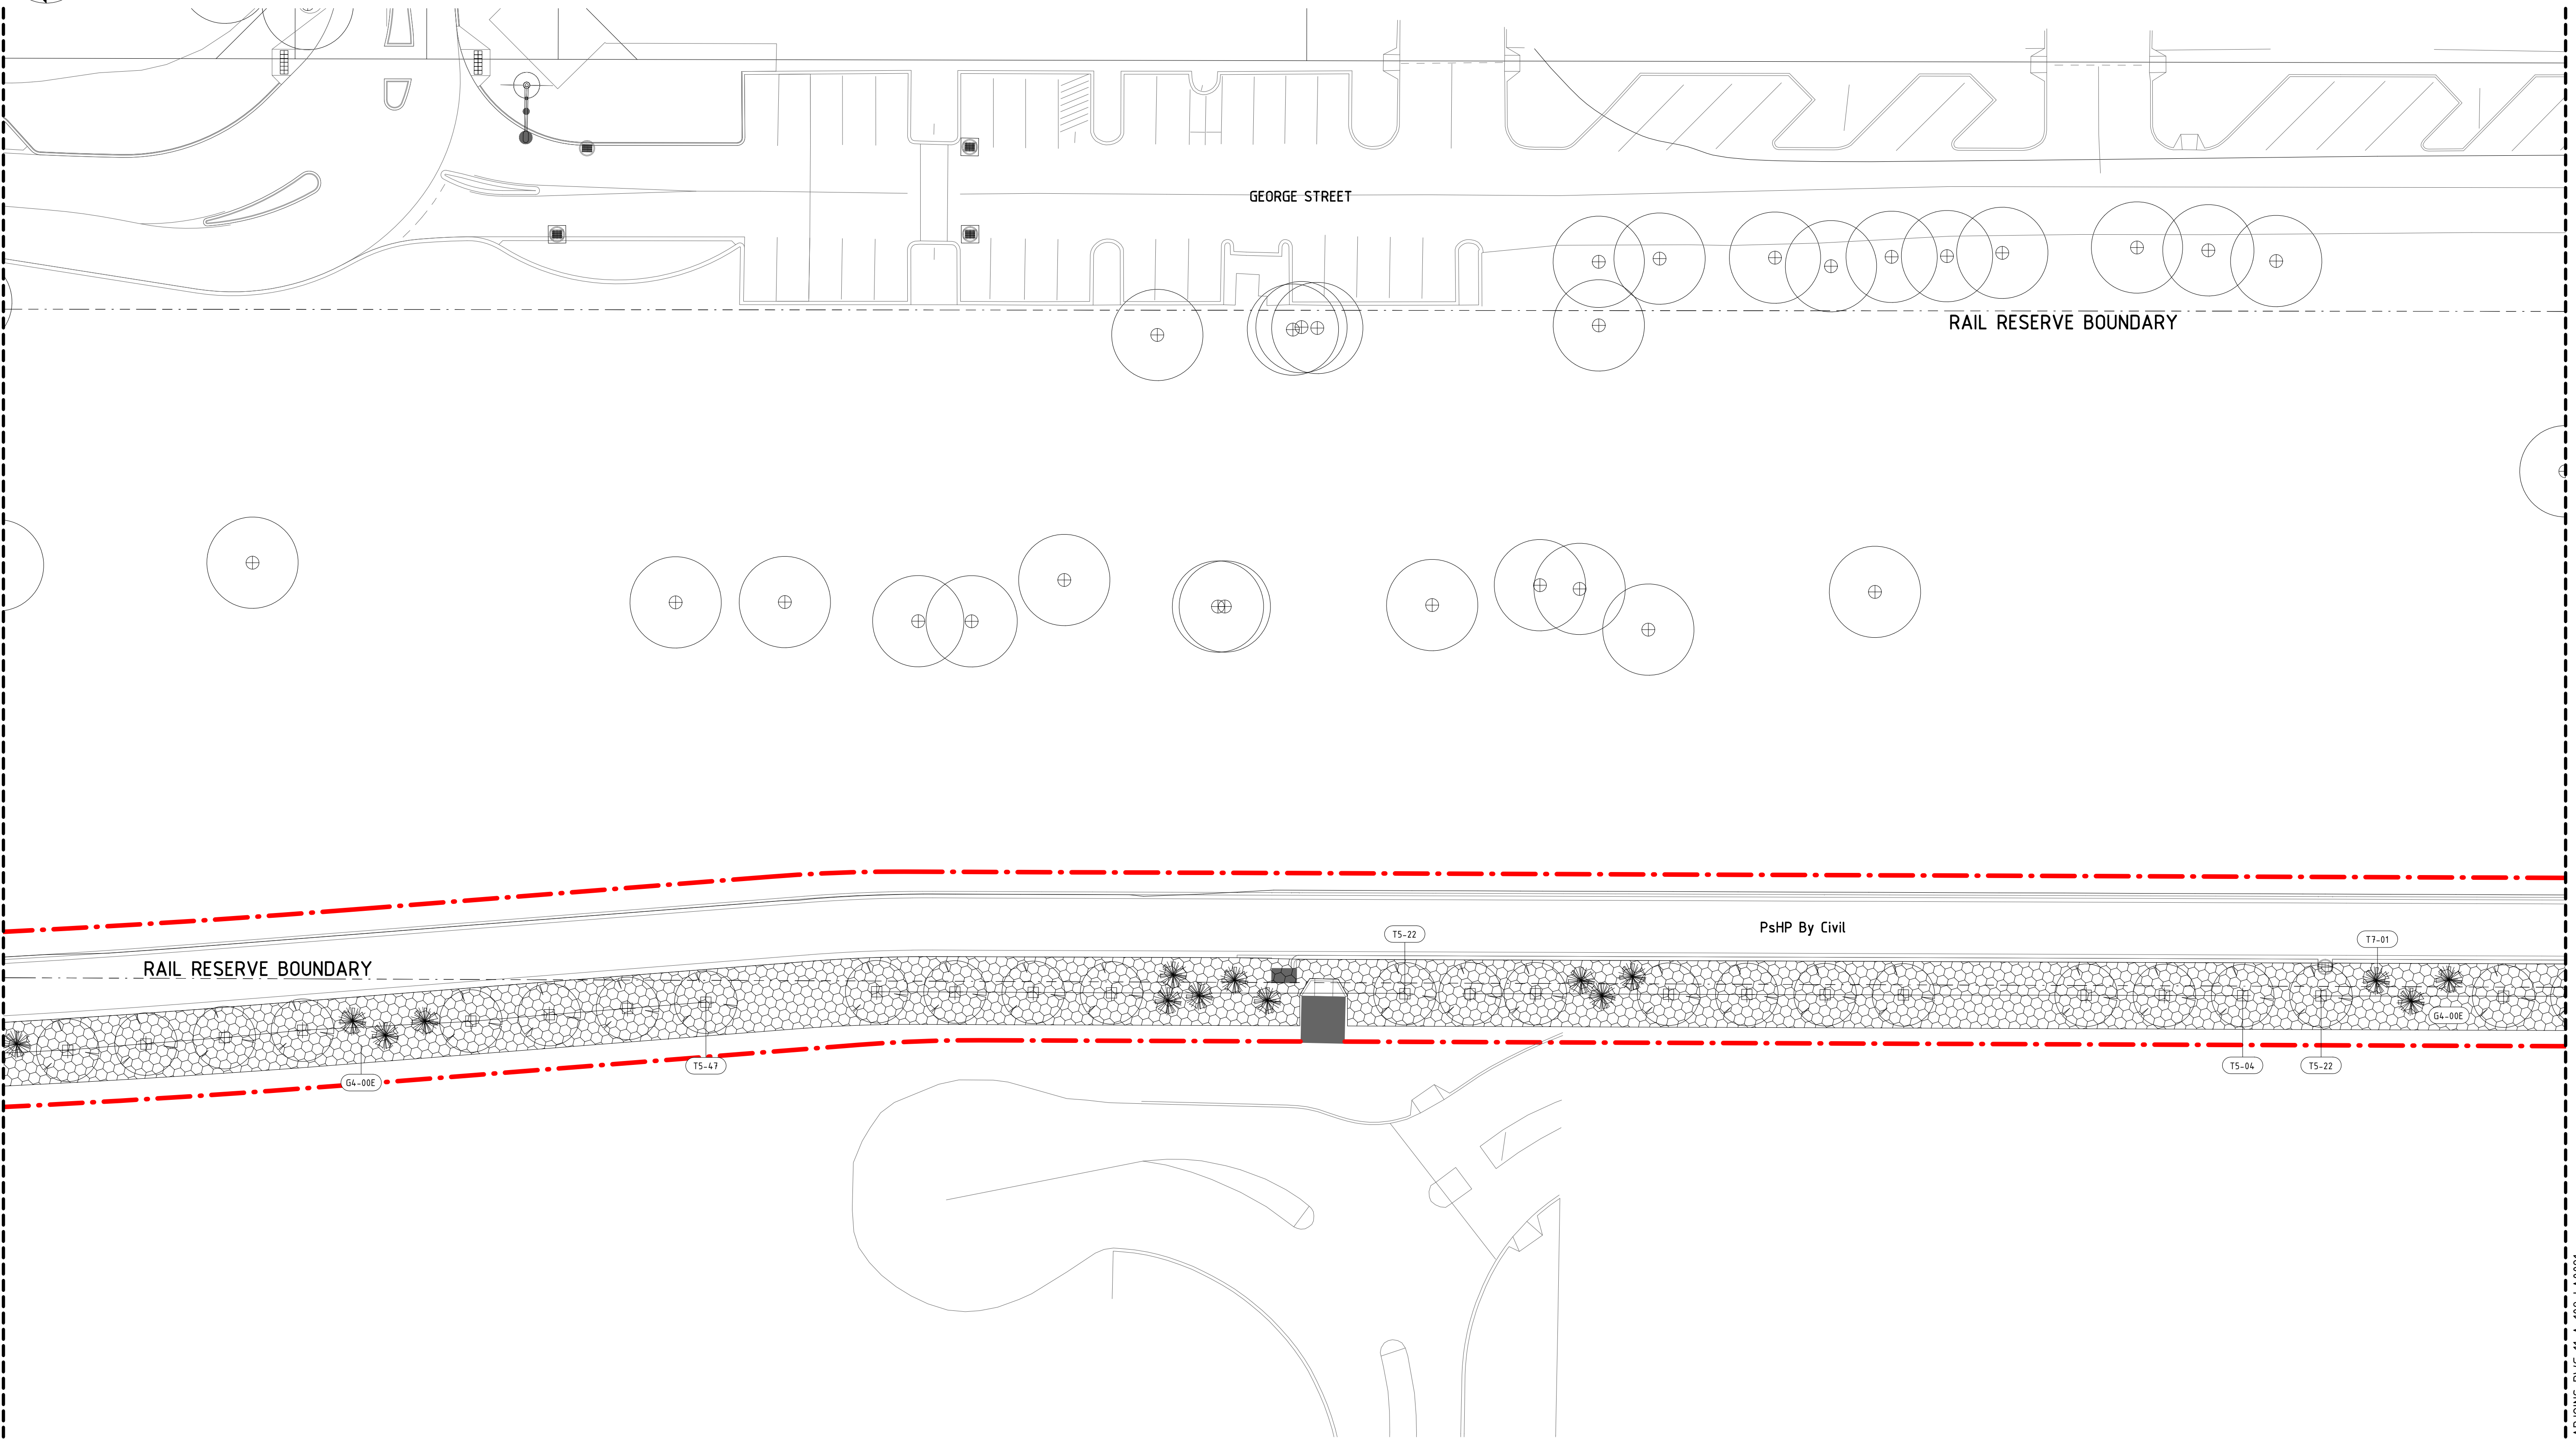 GEORGE STREET
RAIL RESERVE BOUNDARY
PsHP By Civil
T5-22
T7-01
RAIL RESERVE BOUNDARY
G4-00E
T5-47
T5-04
T5-22
G4-00E